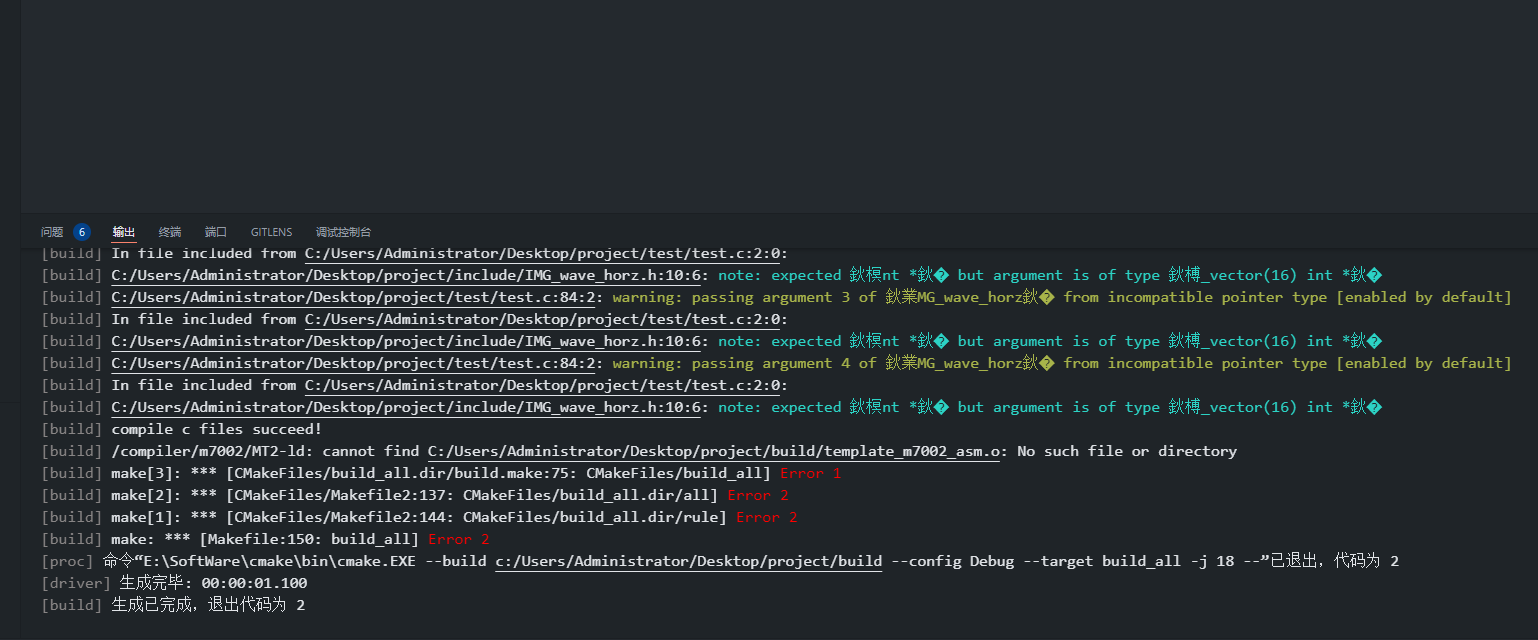 问题 6 输出 终端 端口 GITLENS 调试控制台
[build] In file included from C:/Users/Administrator/Desktop/project/test/test.c:2:0:
[build] C:/Users/Administrator/Desktop/project/include/IMG_wave_horz.h:10:6: note: expected 鈥榠nt *鈥� but argument is of type 鈥榑_vector(16) int *鈥�
[build] C:/Users/Administrator/Desktop/project/test/test.c:84:2: warning: passing argument 3 of 鈥業MG_wave_horz鈥� from incompatible pointer type [enabled by default]
[build] In file included from C:/Users/Administrator/Desktop/project/test/test.c:2:0:
[build] C:/Users/Administrator/Desktop/project/include/IMG_wave_horz.h:10:6: note: expected 鈥榠nt *鈥� but argument is of type 鈥榑_vector(16) int *鈥�
[build] C:/Users/Administrator/Desktop/project/test/test.c:84:2: warning: passing argument 4 of 鈥業MG_wave_horz鈥� from incompatible pointer type [enabled by default]
[build] In file included from C:/Users/Administrator/Desktop/project/test/test.c:2:0:
[build] C:/Users/Administrator/Desktop/project/include/IMG_wave_horz.h:10:6: note: expected 鈥榠nt *鈥� but argument is of type 鈥榑_vector(16) int *鈥�
[build] compile c files succeed!
[build] /compiler/m7002/MT2-ld: cannot find C:/Users/Administrator/Desktop/project/build/template_m7002_asm.o: No such file or directory
[build] make[3]: *** [CMakeFiles/build_all.dir/build.make:75: CMakeFiles/build_all] Error 1
[build] make[2]: *** [CMakeFiles/Makefile2:137: CMakeFiles/build_all.dir/all] Error 2
[build] make[1]: *** [CMakeFiles/Makefile2:144: CMakeFiles/build_all.dir/rule] Error 2
[build] make: *** [Makefile:150: build_all] Error 2
[proc] 命令“E:\SoftWare\cmake\bin\cmake.EXE --build c:/Users/Administrator/Desktop/project/build --config Debug --target build_all -j 18 --”已退出，代码为 2
[driver] 生成完毕: 00:00:01.100
[build] 生成已完成，退出代码为 2